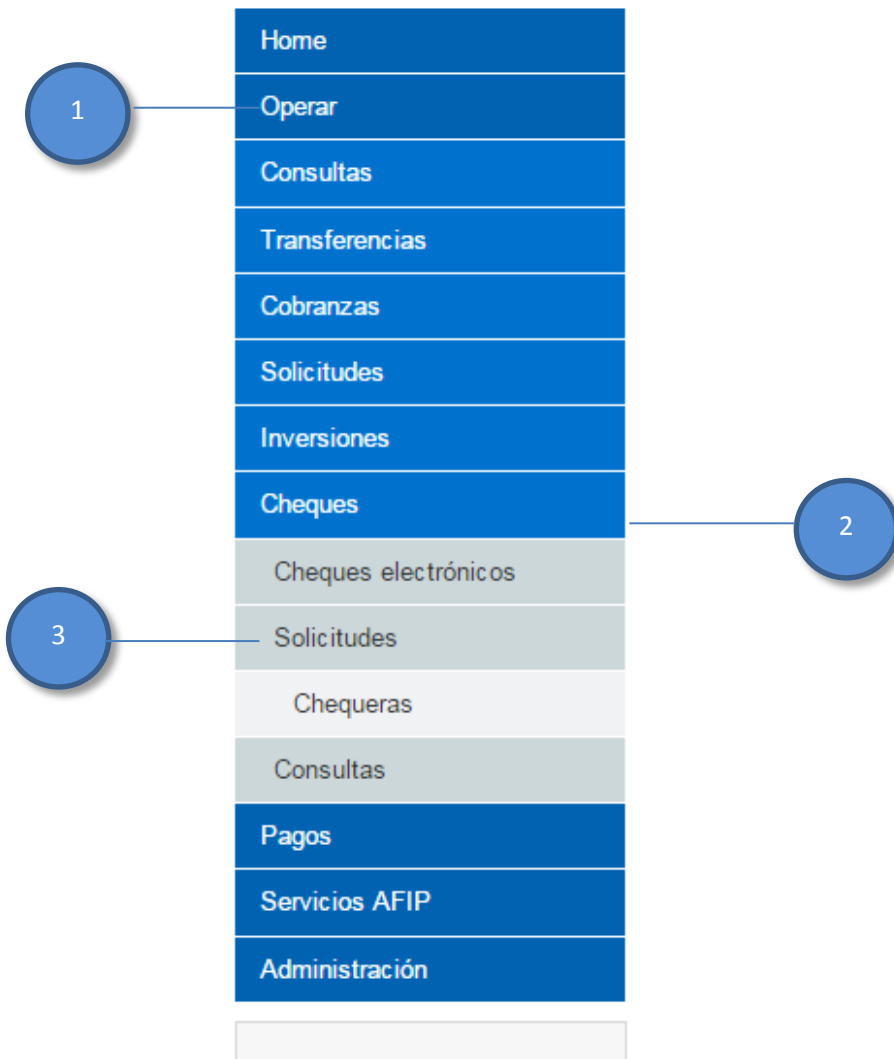 Home
1
Operar
Consultas
Transferencias
Cobranzas
Solicitudes
Inversiones
Cheques
2
Cheques electrónicos
3
Solicitudes
Chequeras
Consultas
Pagos
Servicios AFIP
Administración